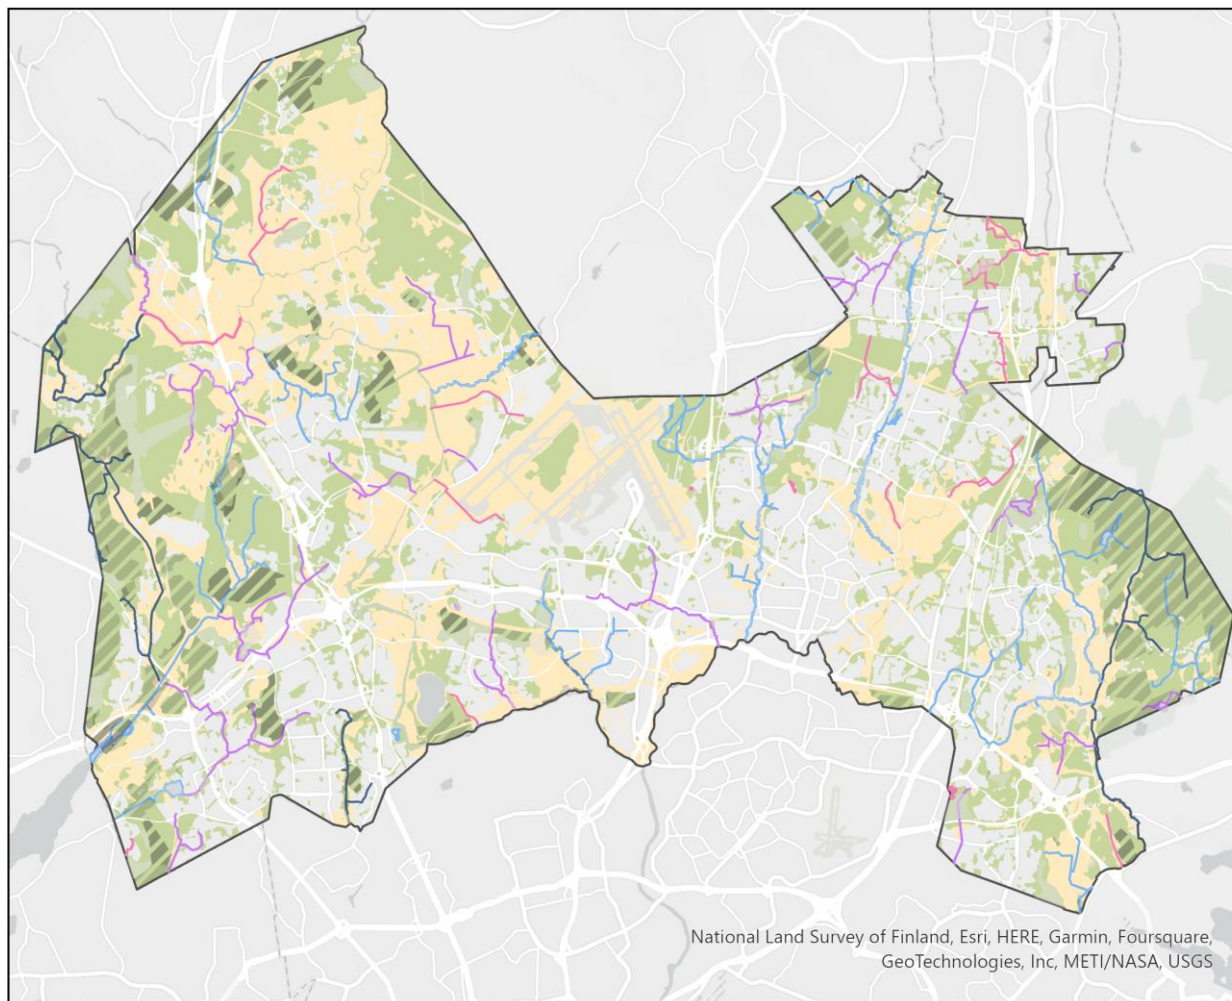 National Land Survey of Finland, Esri, HERE, Garmin, Foursquare,
GeoTechnologies, Inc, METI/NASA, USGS